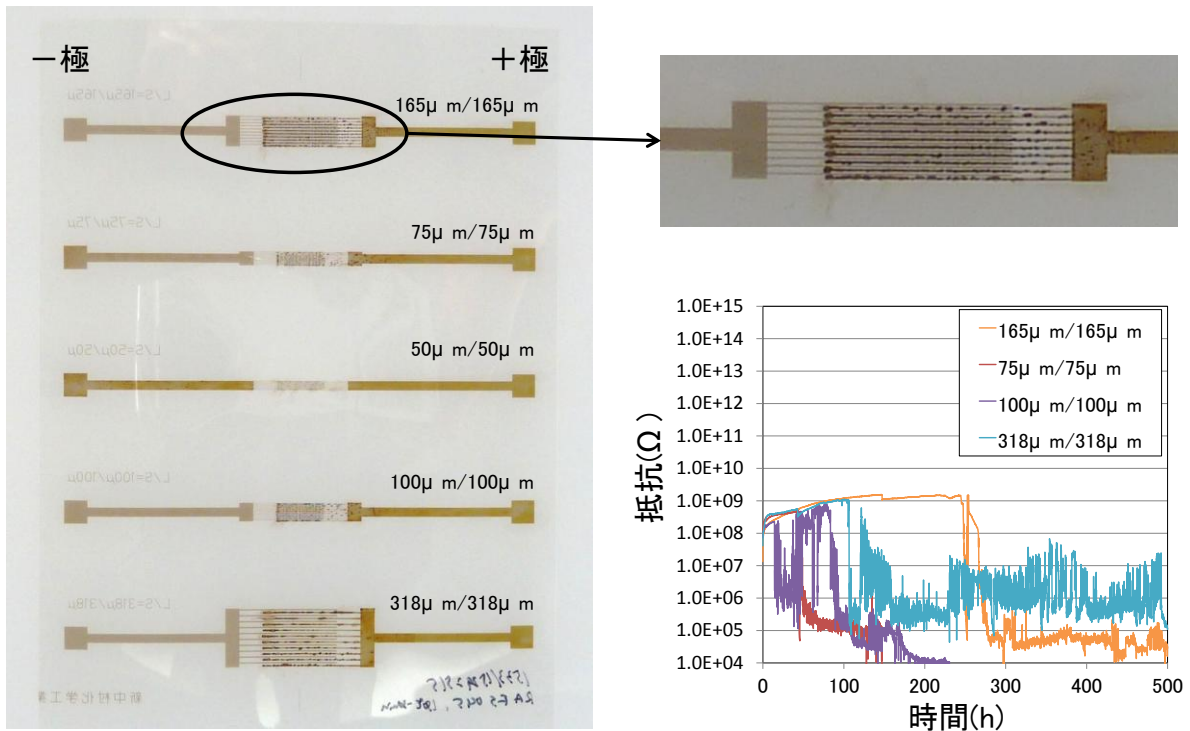 －極
＋極
L/S=165μ/165μ
165μ m/165μ m
L/S=75μ/75μ
75μ m/75μ m
L/S=50μ/50μ
50μ m/50μ m
L/S=100μ/100μ
100μ m/100μ m
L/S=318μ/318μ
318μ m/318μ m
新中村化学工業
抵抗(Ω)
1.0E+15
1.0E+14
1.0E+13
1.0E+12
1.0E+11
1.0E+10
1.0E+09
1.0E+08
1.0E+07
1.0E+06
1.0E+05
1.0E+04
165μ m/165μ m
75μ m/75μ m
100μ m/100μ m
318μ m/318μ m
0 100 200 300 400 500
時間(h)